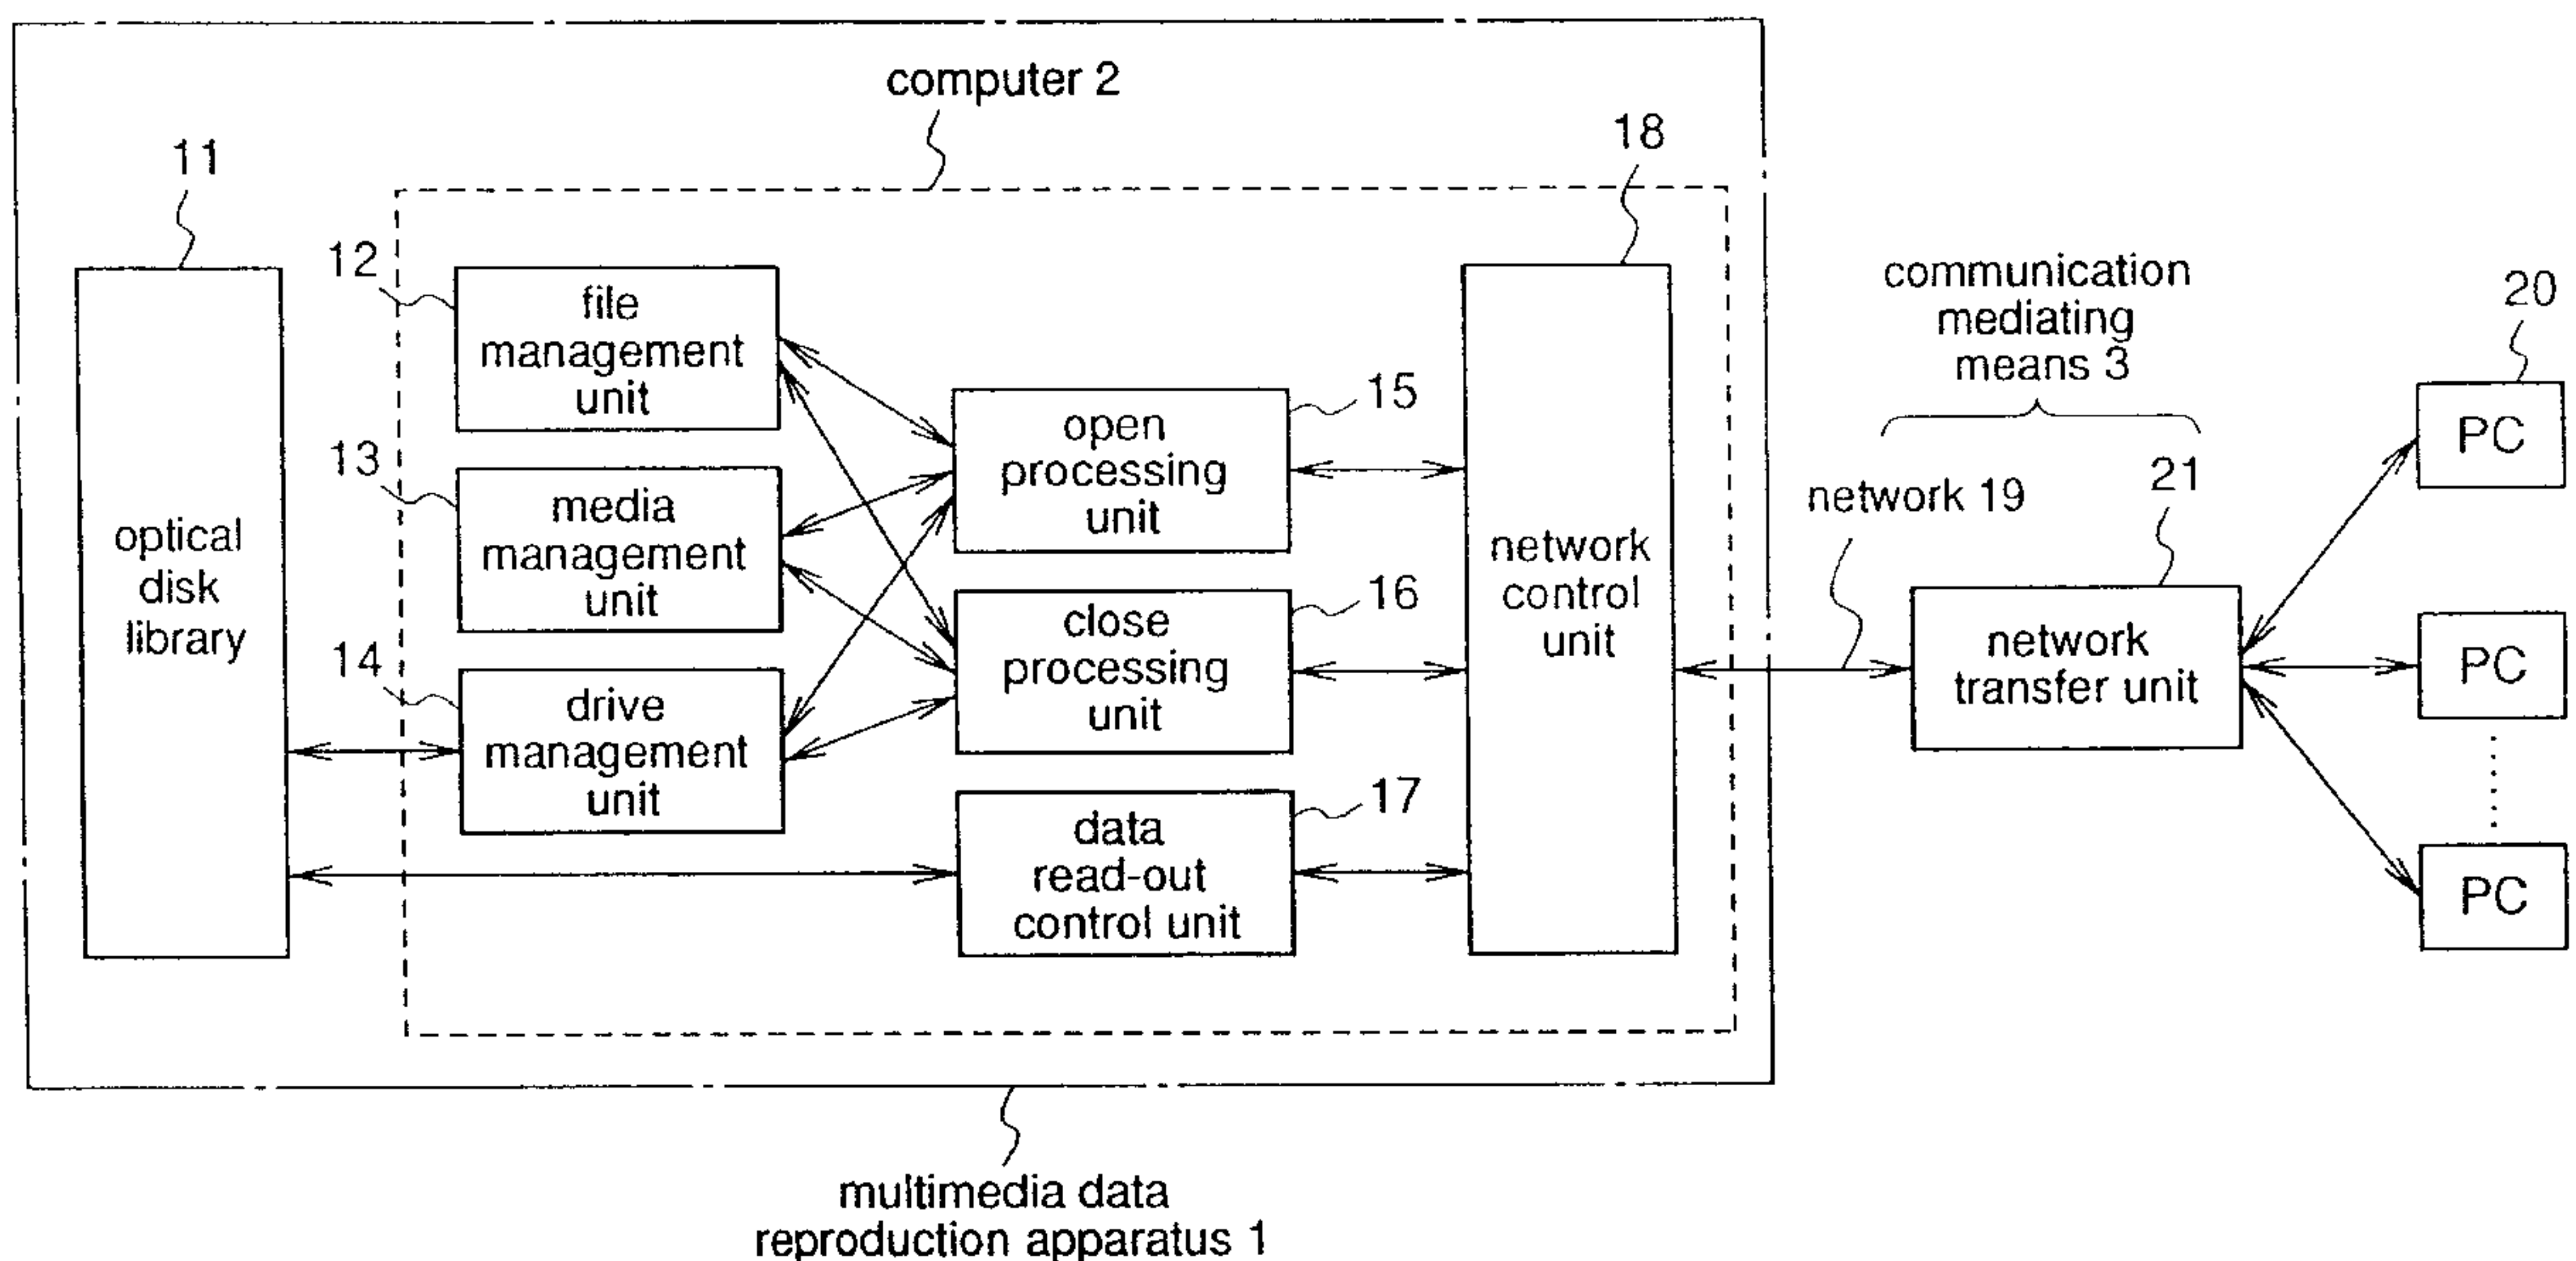 computer 2
11
18
12
file
management
unit
communication
mediating
means 3
20
PC
13
media
management
unit
15
open
processing
unit
network 19
21
optical
disk
library
network
control
unit
14
drive
management
unit
16
close
processing
unit
network
transfer unit
PC
17
data
read-out
control unit
PC
multimedia data
reproduction apparatus 1